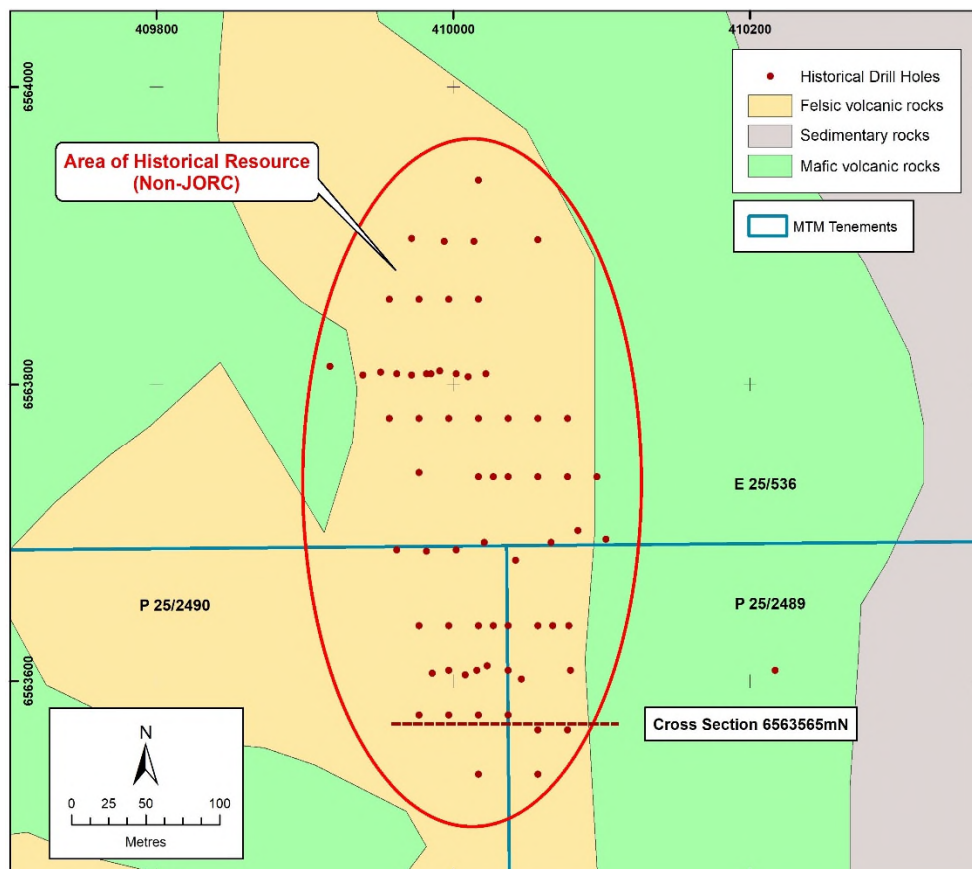 409800
410000
410200
6564000
6563800
6563600
Historical Drill Holes
Felsic volcanic rocks
Sedimentary rocks
Mafic volcanic rocks
MTM Tenements
Area of Historical Resource
(Non-JORC)
E 25/536
P 25/2490
P 25/2489
Cross Section 6563565mN
N
0 25 50 100
Metres